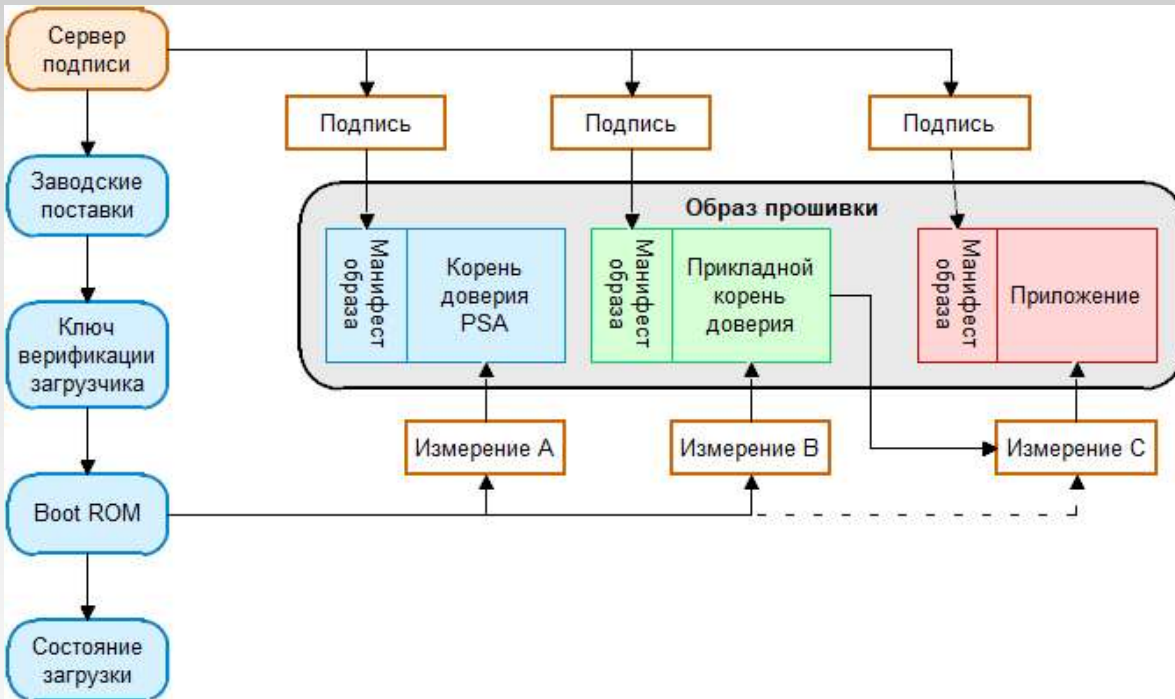 Сервер
подписи
Подпись
Подпись
Подпись
Заводские
поставки
Образ прошивки
Манифест
образа
Корень
доверия
PSA
Манифест
образа
Прикладной
корень
доверия
Манифест
образа
Приложение
Ключ
верификации
загрузчика
Измерение A
Измерение B
Измерение C
Boot ROM
Состояние
загрузки